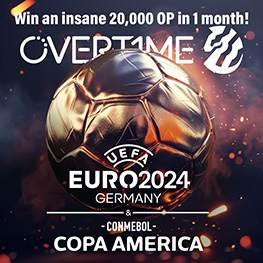 Win an insane 20,000 OP in 1 month!
OVERT1ME
UEFA
EURO2024
GERMANY
&
-CONMEBOL-
COPA AMERICA